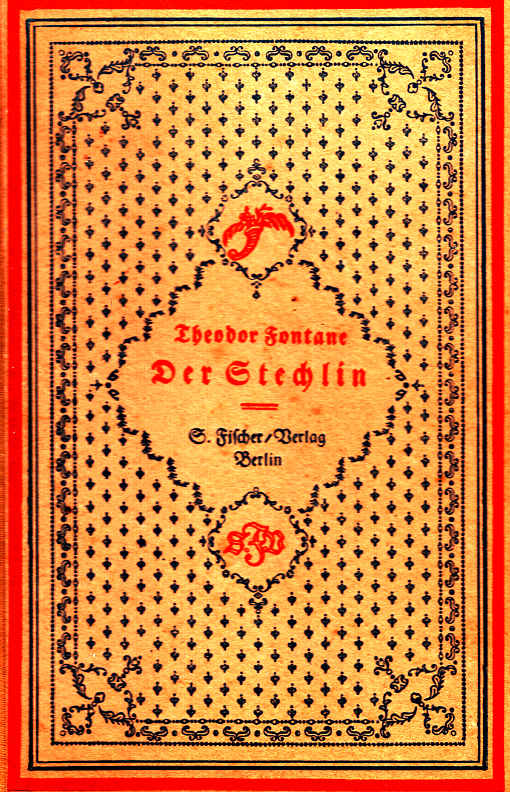 Theodor Fontane
Der Stechlin
S. Fischer/Verlag
Berlin
S.F.V